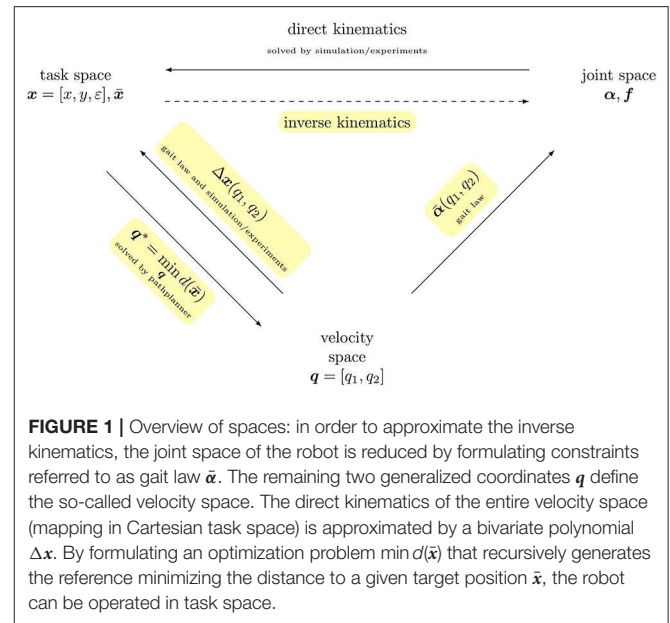 direct kinematics
solved by simulation/experiments
task space
x = [x, y, ε], x̄
joint space
α, f
inverse kinematics
Δx(q₁, q₂)
gait law and simulation/experiments
ᾱ(q₁, q₂)
gait law
q* = min d(x̄)
q
solved by pathplanner
velocity
space
q = [q₁, q₂]
FIGURE 1 | Overview of spaces: in order to approximate the inverse
kinematics, the joint space of the robot is reduced by formulating constraints
referred to as gait law ᾱ. The remaining two generalized coordinates q define
the so-called velocity space. The direct kinematics of the entire velocity space
(mapping in Cartesian task space) is approximated by a bivariate polynomial
Δx. By formulating an optimization problem min d(x̄) that recursively generates
the reference minimizing the distance to a given target position x̄, the robot
can be operated in task space.